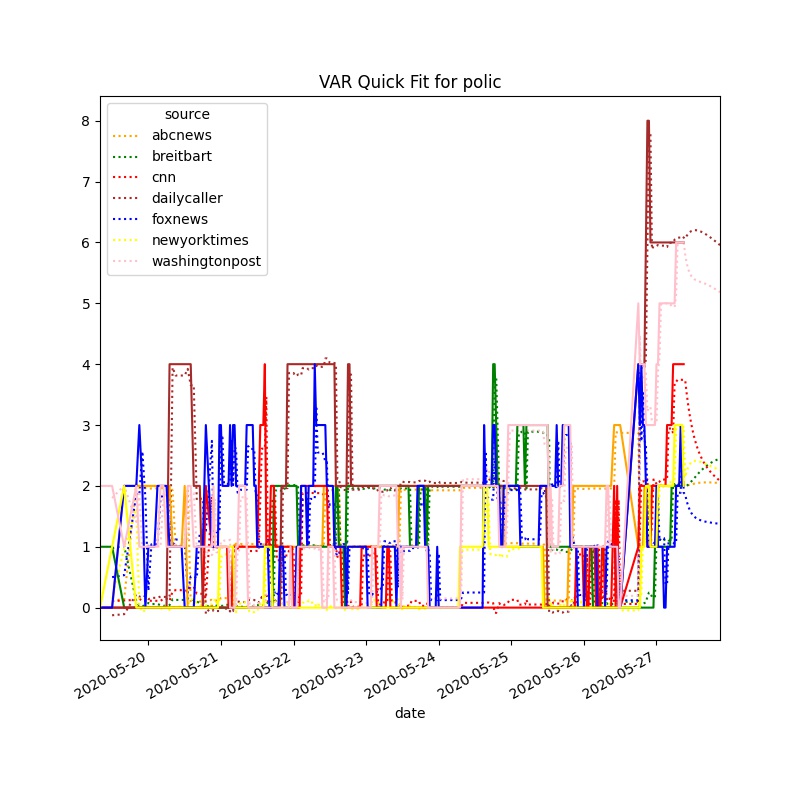 VAR Quick Fit for polic
source
abcnews
breitbart
cnn
dailycaller
foxnews
newyorktimes
washingtonpost
8
7
6
5
4
3
2
1
0
2020-05-20
2020-05-21
2020-05-22
2020-05-23
2020-05-24
2020-05-25
2020-05-26
2020-05-27
date